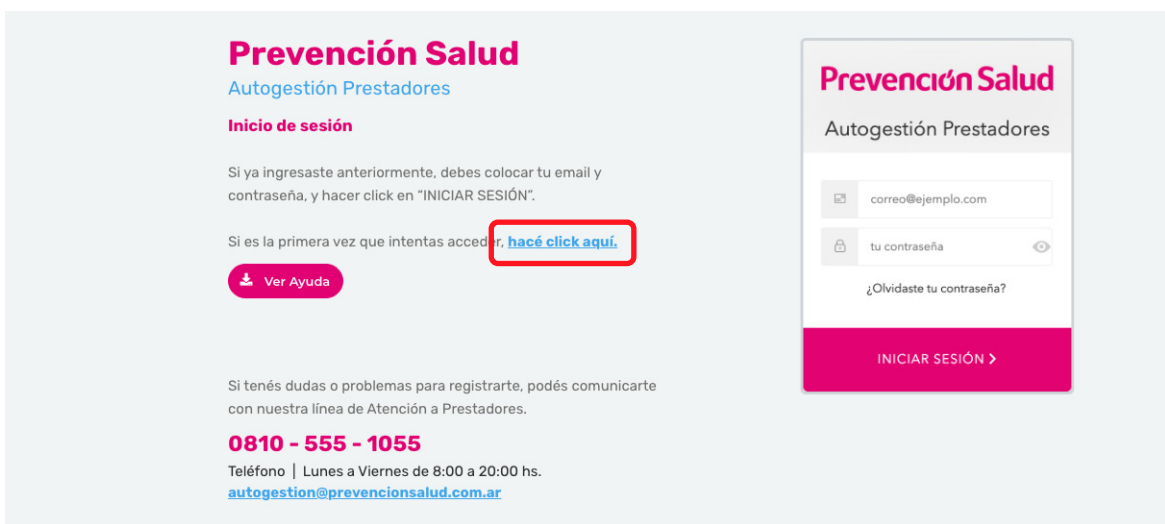 Prevención Salud
Autogestión Prestadores
Inicio de sesión
Si ya ingresaste anteriormente, debes colocar tu email y
contraseña, y hacer click en “INICIAR SESIÓN”.
Si es la primera vez que intentas acceder, hacé click aquí.
Ver Ayuda
Si tenés dudas o problemas para registrarte, podés comunicarte
con nuestra línea de Atención a Prestadores.
0810 - 555 - 1055
Teléfono | Lunes a Viernes de 8:00 a 20:00 hs.
autogestion@prevencionsalud.com.ar
Prevención Salud
Autogestión Prestadores
correo@ejemplo.com
tu contraseña
¿Olvidaste tu contraseña?
INICIAR SESIÓN